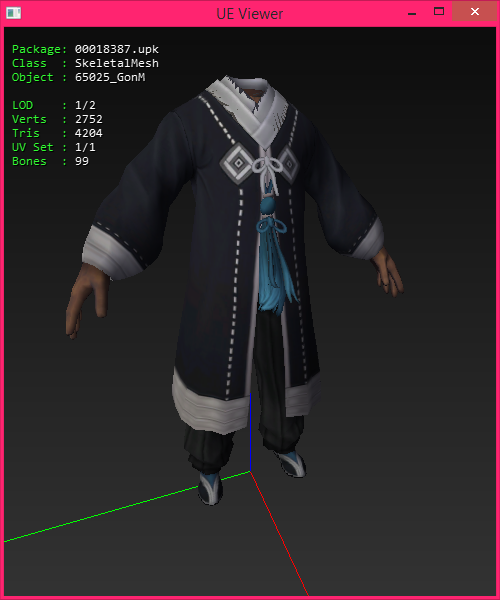 UE Viewer
Package: 00018387.upk
Class  : SkeletalMesh
Object : 65025_GonM
LOD    : 1/2
Verts  : 2752
Tris   : 4204
UV Set : 1/1
Bones  : 99